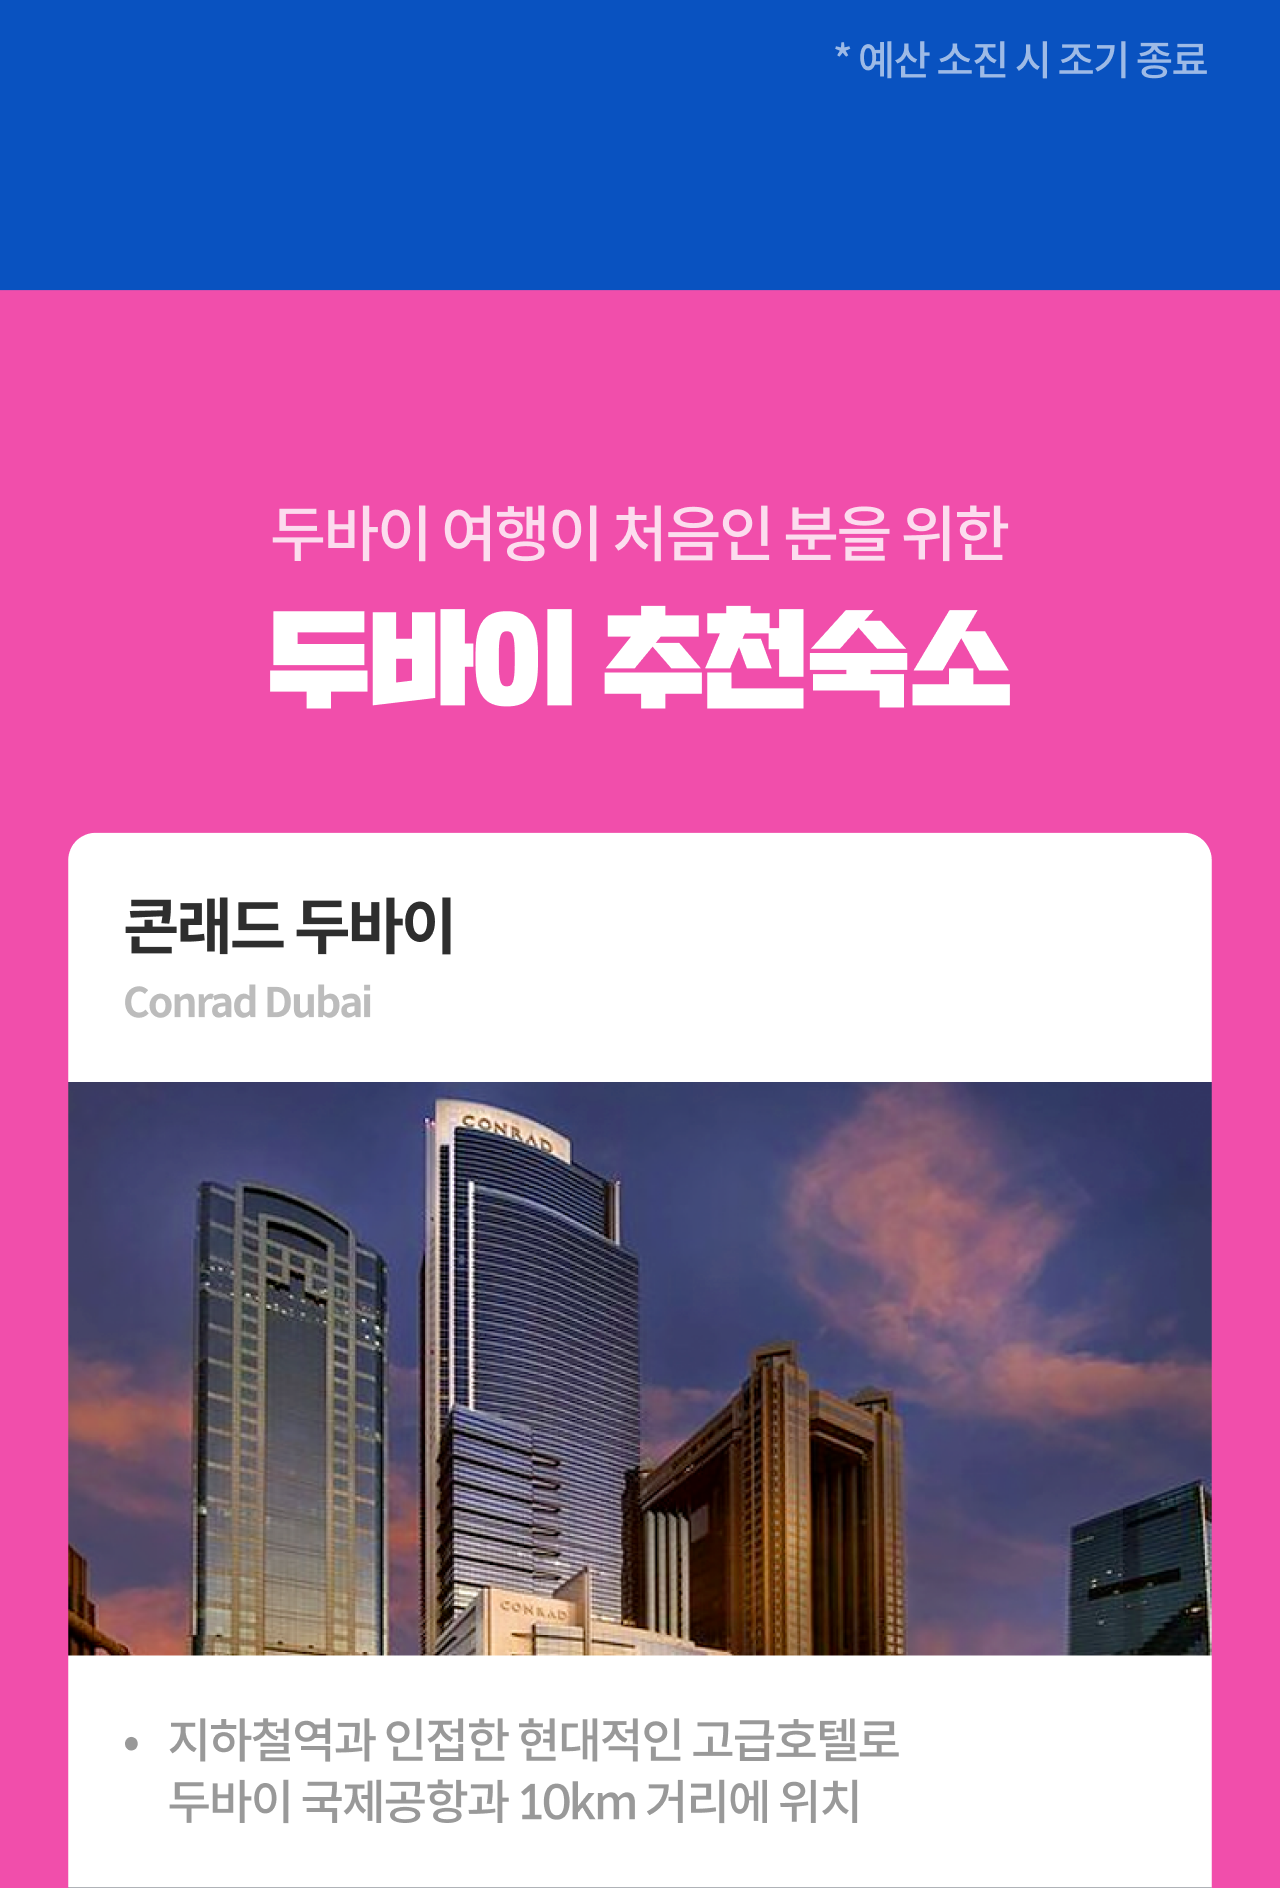 * 예산 소진 시 조기 종료
두바이 여행이 처음인 분을 위한
두바이 추천숙소
콘래드 두바이
Conrad Dubai
CONRAD
CONRAD
• 지하철역과 인접한 현대적인 고급호텔로
두바이 국제공항과 10km 거리에 위치